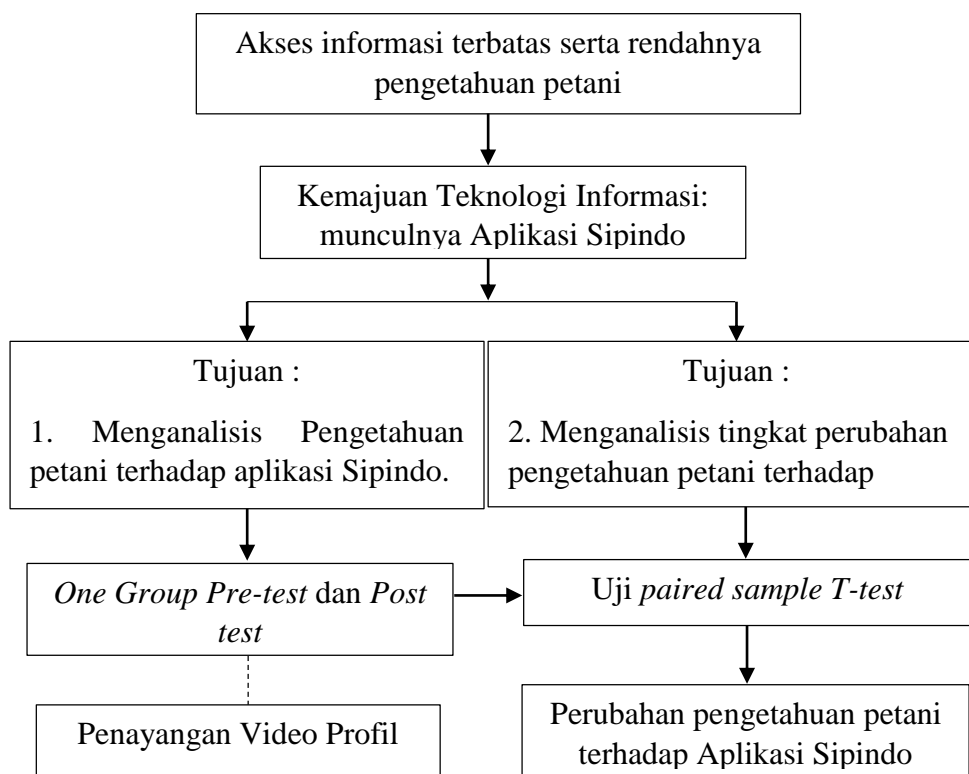 Akses informasi terbatas serta rendahnya
pengetahuan petani
Kemajuan Teknologi Informasi:
munculnya Aplikasi Sipindo
Tujuan :
1. Menganalisis Pengetahuan
petani terhadap aplikasi Sipindo.
Tujuan :
2. Menganalisis tingkat perubahan
pengetahuan petani terhadap
One Group Pre-test dan Post
test
Uji paired sample T-test
Penayangan Video Profil
Perubahan pengetahuan petani
terhadap Aplikasi Sipindo